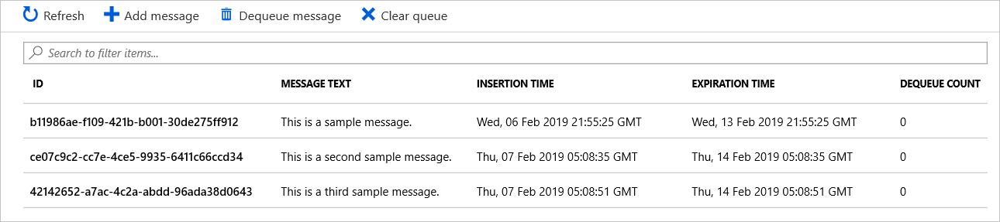 Refresh Add message Dequeue message Clear queue
Search to filter items...
ID MESSAGE TEXT INSERTION TIME EXPIRATION TIME DEQUEUE COUNT
b11986ae-f109-421b-b001-30de275ff912 This is a sample message. Wed, 06 Feb 2019 21:55:25 GMT Wed, 13 Feb 2019 21:55:25 GMT 0
ce07c9c2-cc7e-4ce5-9935-6411c66ccd34 This is a second sample message. Thu, 07 Feb 2019 05:08:35 GMT Thu, 14 Feb 2019 05:08:35 GMT 0
42142652-a7ac-4c2a-abdd-96ada38d0643 This is a third sample message. Thu, 07 Feb 2019 05:08:51 GMT Thu, 14 Feb 2019 05:08:51 GMT 0